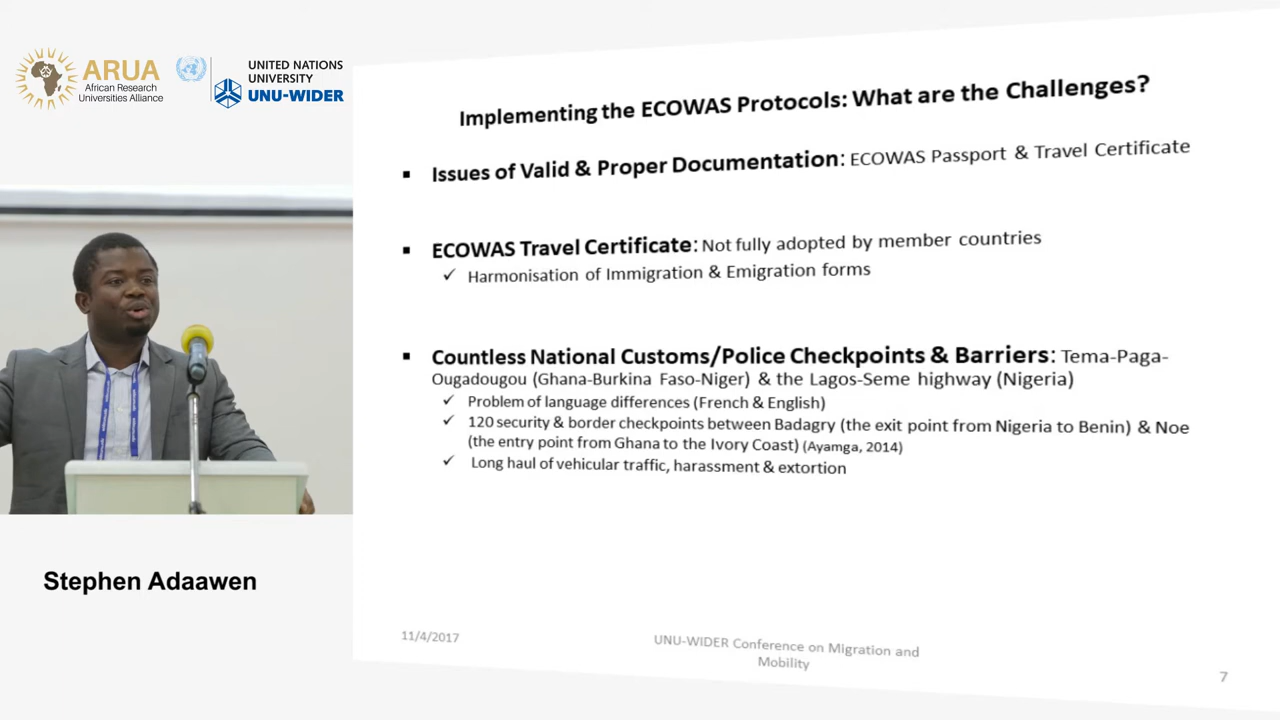 ARUA
African Research
Universities Alliance
UNITED NATIONS
UNIVERSITY
UNU-WIDER
Implementing the ECOWAS Protocols: What are the Challenges?
▪ Issues of Valid & Proper Documentation: ECOWAS Passport & Travel Certificate
▪ ECOWAS Travel Certificate: Not fully adopted by member countries
✓ Harmonisation of Immigration & Emigration forms
▪ Countless National Customs/Police Checkpoints & Barriers: Tema-Paga-
Ougadougou (Ghana-Burkina Faso-Niger) & the Lagos-Seme highway (Nigeria)
✓ Problem of language differences (French & English)
✓ 120 security & border checkpoints between Badagry (the exit point from Nigeria to Benin) & Noe
(the entry point from Ghana to the Ivory Coast) (Ayamga, 2014)
✓ Long haul of vehicular traffic, harassment & extortion
Stephen Adaawen
11/4/2017
UNU-WIDER Conference on Migration and
Mobility
7